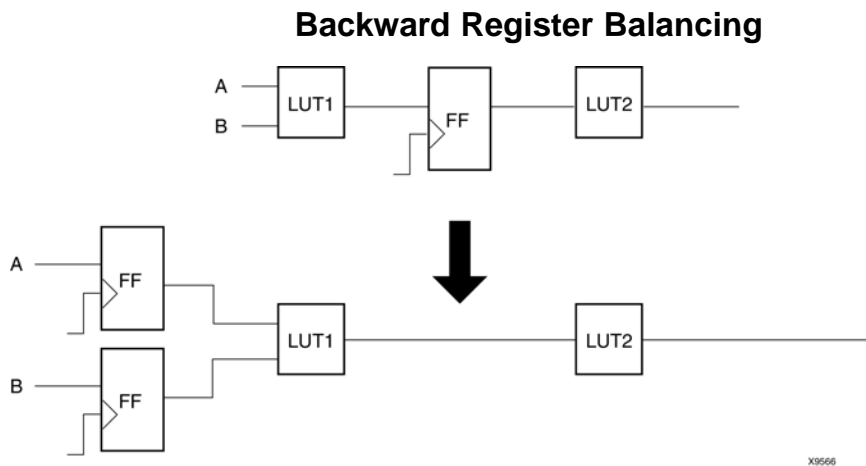 Backward Register Balancing
A
LUT1
FF
LUT2
B
A
FF
LUT1
LUT2
B
FF
X9566